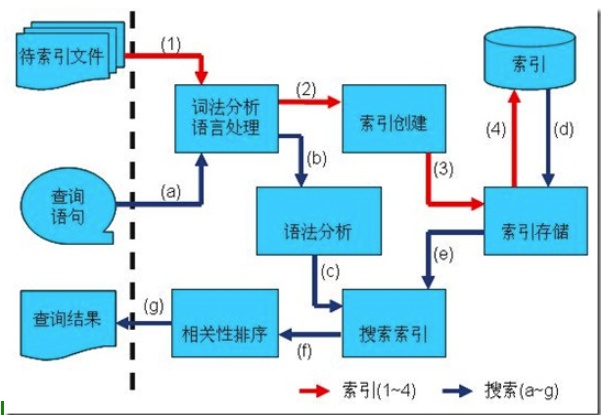 待索引文件
(1)
索引
词法分析
语言处理
(2)
索引创建
(4)
(d)
(b)
(3)
(a)
查询
语句
语法分析
索引存储
(e)
(c)
查询结果
(g)
相关性排序
(f)
搜索索引
索引(1~4)
搜索(a~g)